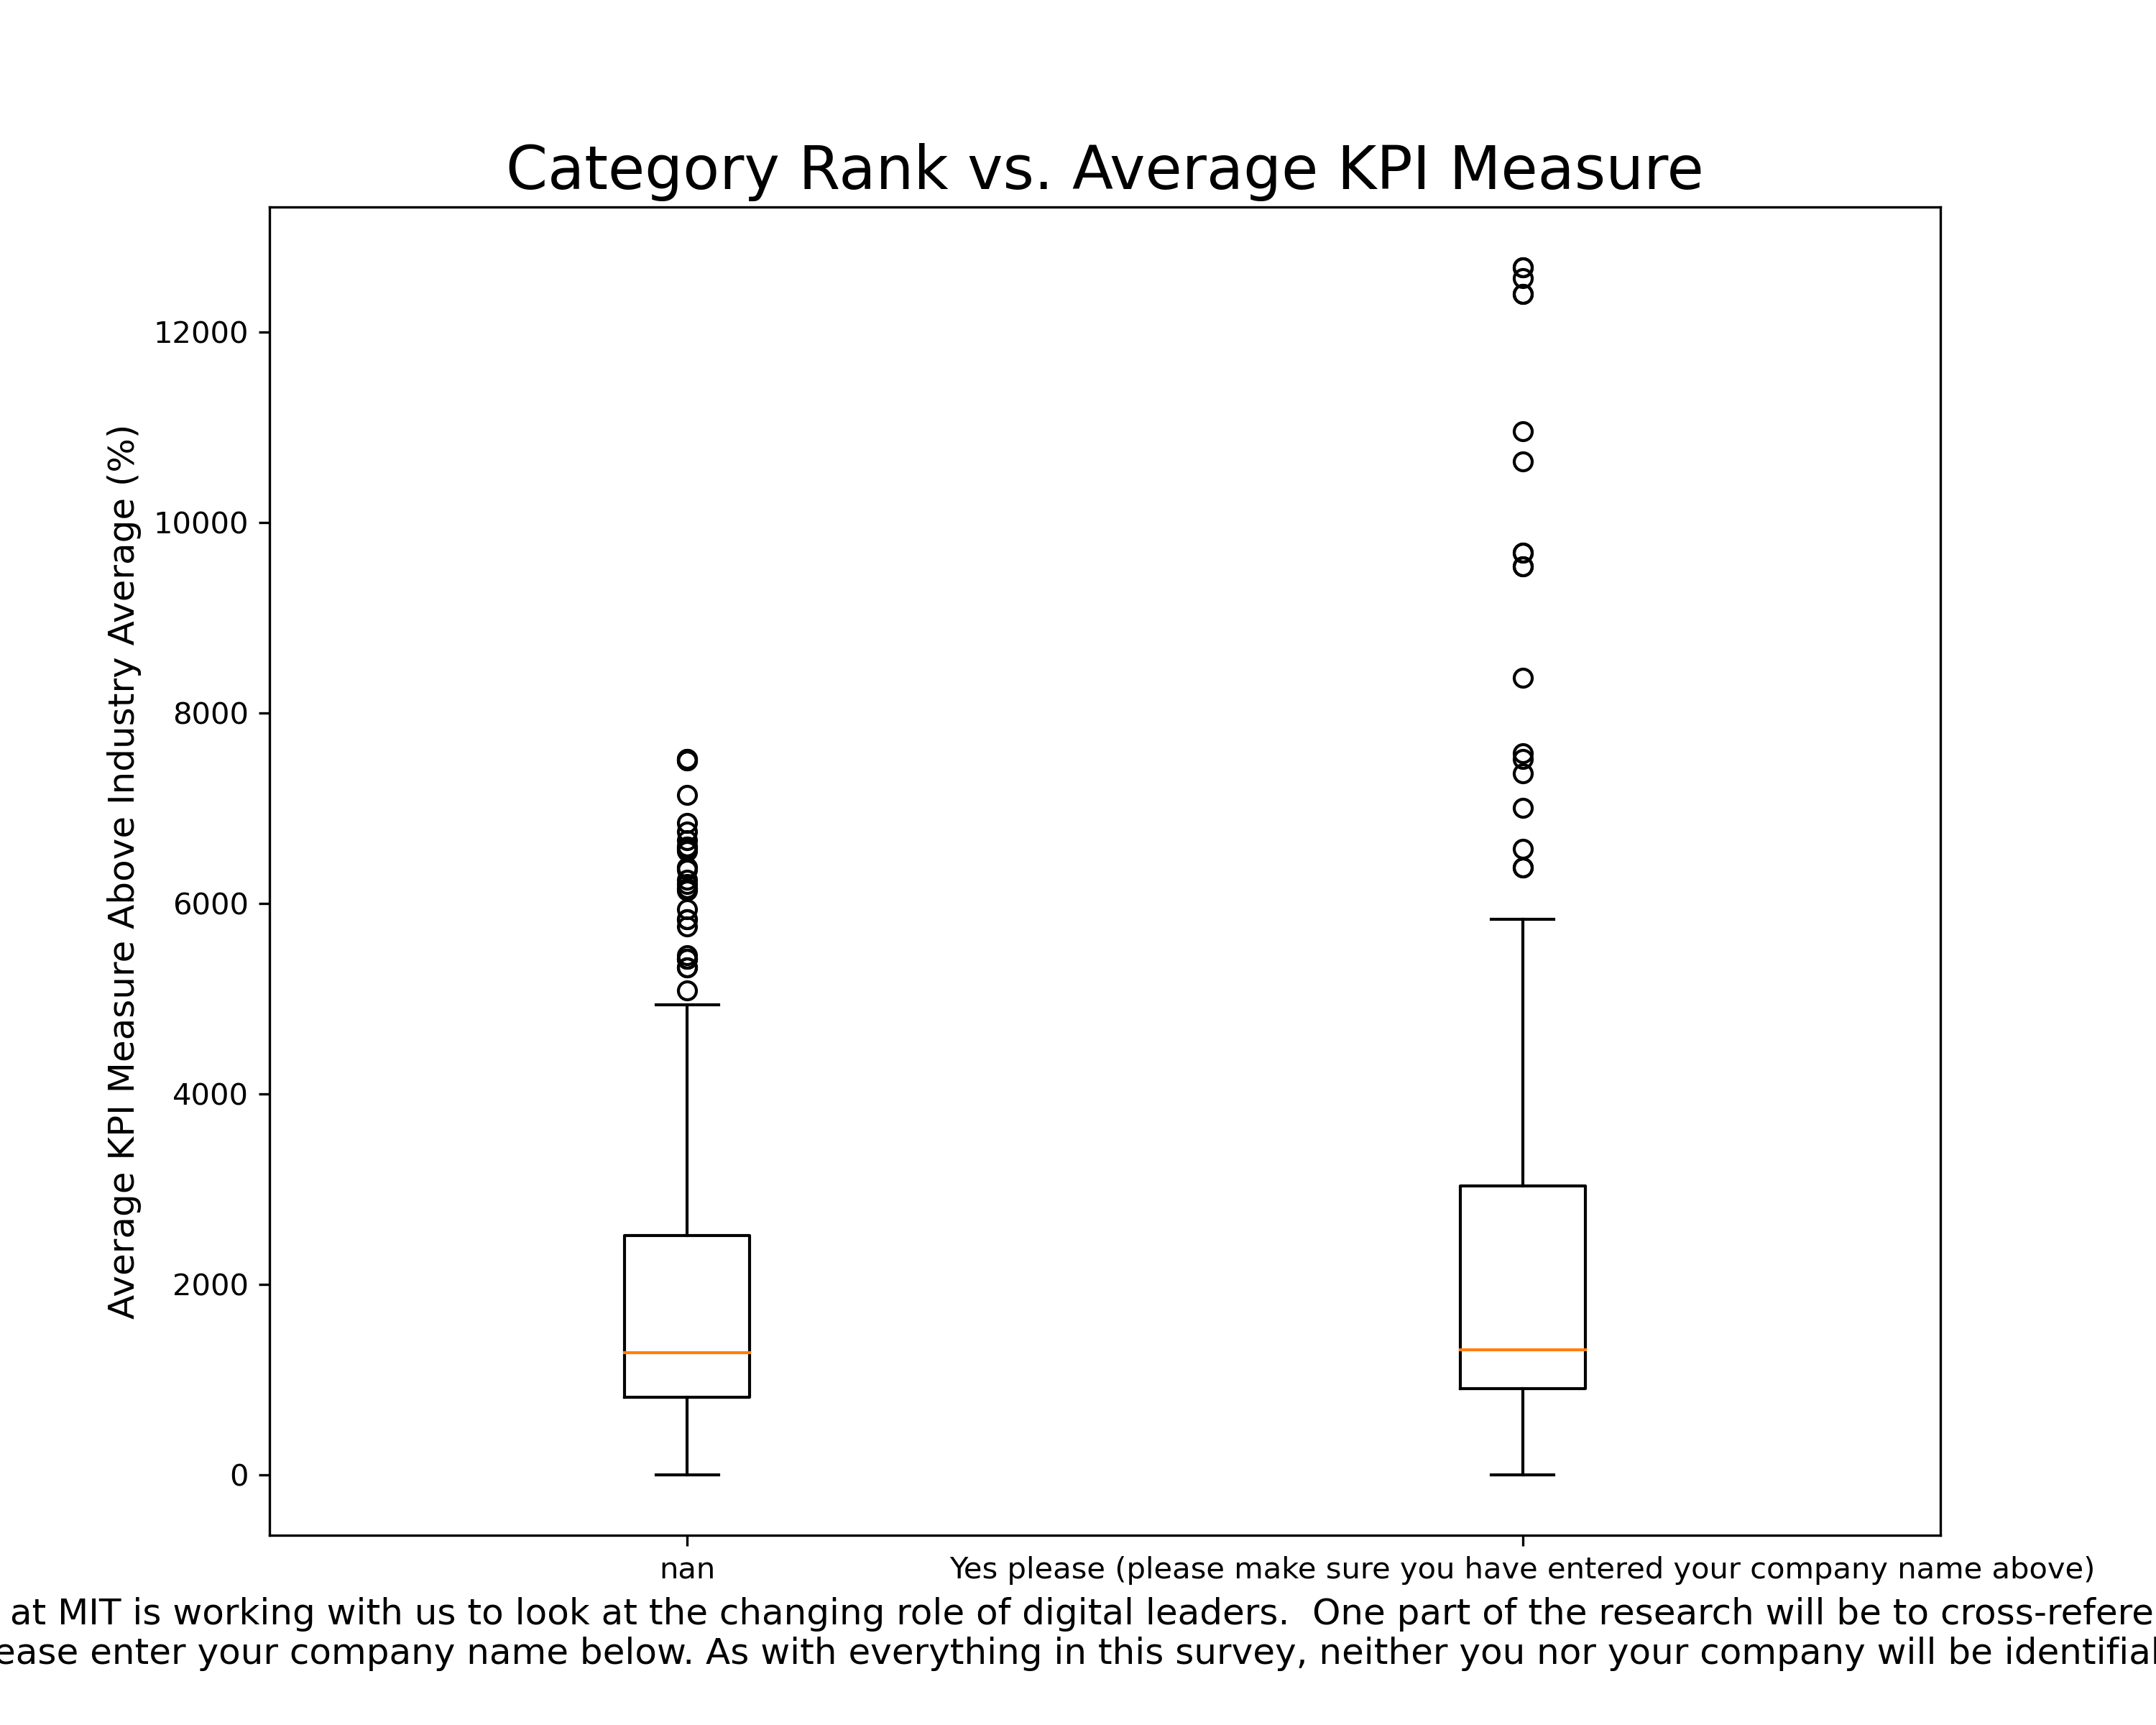 Category Rank vs. Average KPI Measure
Average KPI Measure Above Industry Average (%)
12000
10000
8000
6000
4000
2000
0
nan
Yes please (please make sure you have entered your company name above)
at MIT is working with us to look at the changing role of digital leaders.  One part of the research will be to cross-refere
ease enter your company name below. As with everything in this survey, neither you nor your company will be identifial